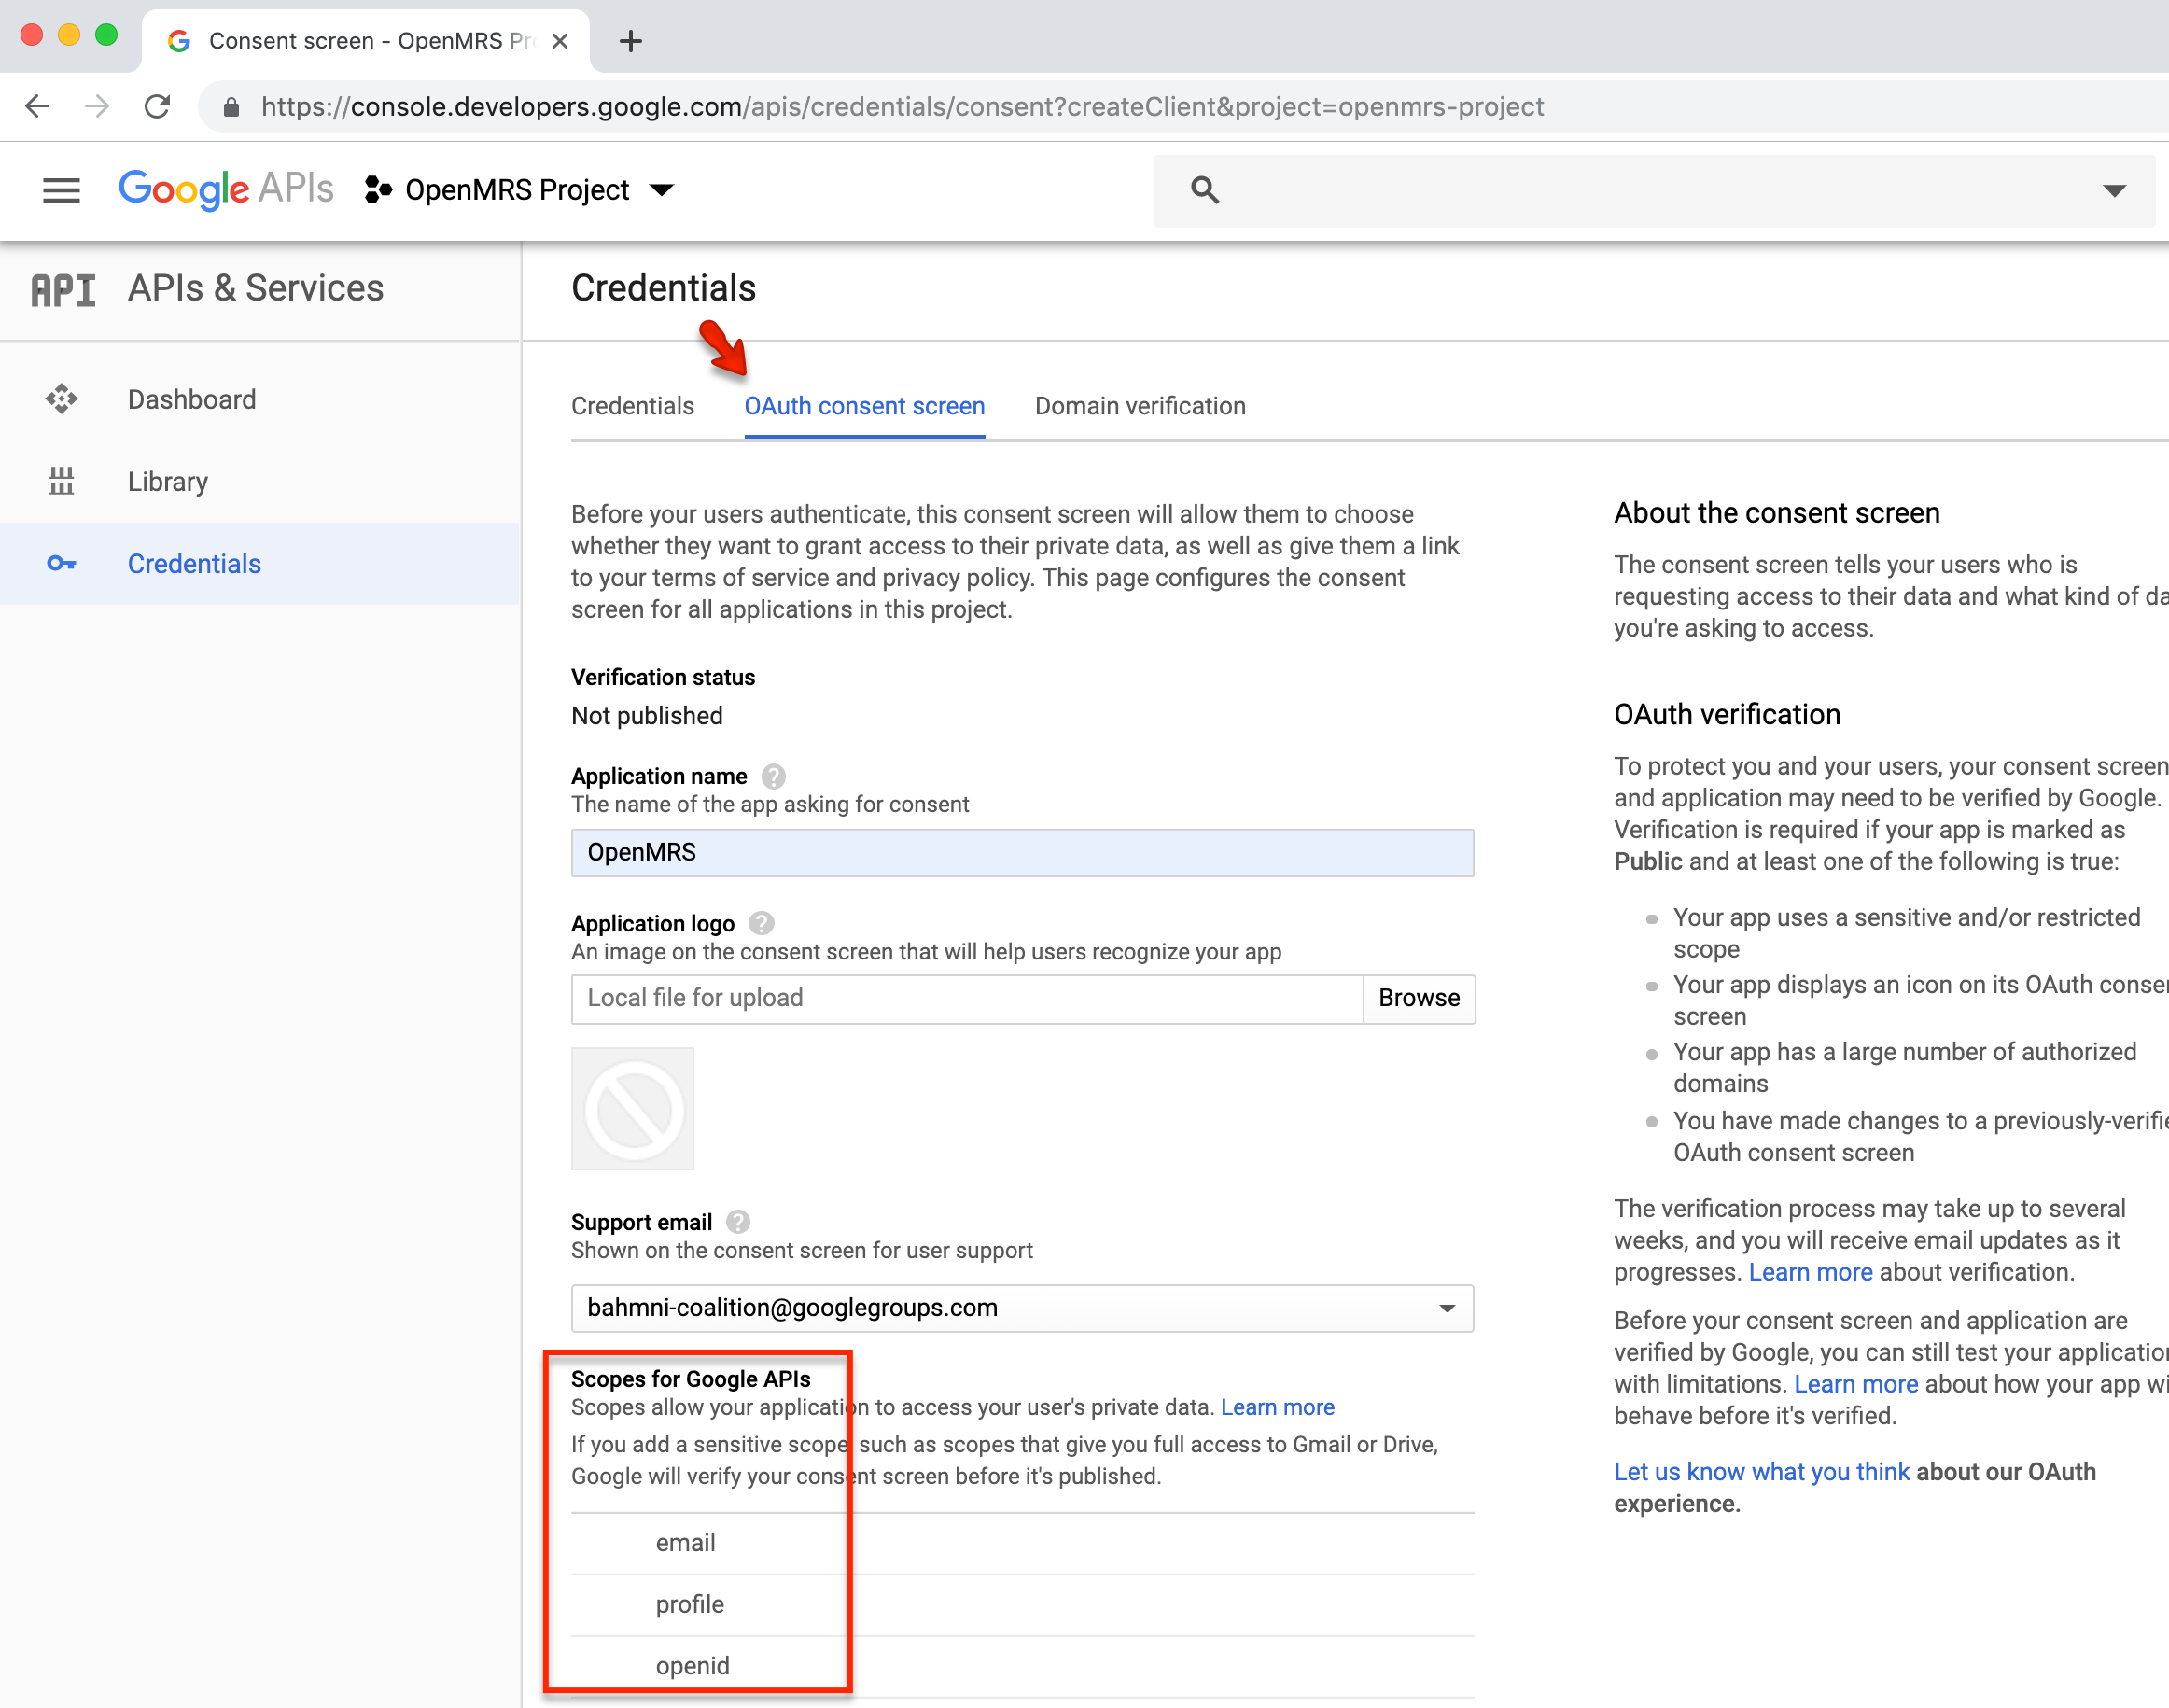 Consent screen - OpenMRS Pr
https://console.developers.google.com/apis/credentials/consent?createClient&project=openmrs-project
Google APIs OpenMRS Project
API APIs & Services
Dashboard
Library
Credentials
Credentials
Credentials OAuth consent screen Domain verification
Before your users authenticate, this consent screen will allow them to choose
whether they want to grant access to their private data, as well as give them a link
to your terms of service and privacy policy. This page configures the consent
screen for all applications in this project.
Verification status
Not published
Application name ?
The name of the app asking for consent
OpenMRS
Application logo ?
An image on the consent screen that will help users recognize your app
Local file for upload Browse
Support email ?
Shown on the consent screen for user support
bahmni-coalition@googlegroups.com
Scopes for Google APIs
Scopes allow your application to access your user's private data. Learn more
If you add a sensitive scope, such as scopes that give you full access to Gmail or Drive,
Google will verify your consent screen before it's published.
email
profile
openid
About the consent screen
The consent screen tells your users who is
requesting access to their data and what kind of da
you're asking to access.
OAuth verification
To protect you and your users, your consent screen
and application may need to be verified by Google.
Verification is required if your app is marked as
Public and at least one of the following is true:
Your app uses a sensitive and/or restricted
scope
Your app displays an icon on its OAuth conse
screen
Your app has a large number of authorized
domains
You have made changes to a previously-verifie
OAuth consent screen
The verification process may take up to several
weeks, and you will receive email updates as it
progresses. Learn more about verification.
Before your consent screen and application are
verified by Google, you can still test your application
with limitations. Learn more about how your app wi
behave before it's verified.
Let us know what you think about our OAuth
experience.